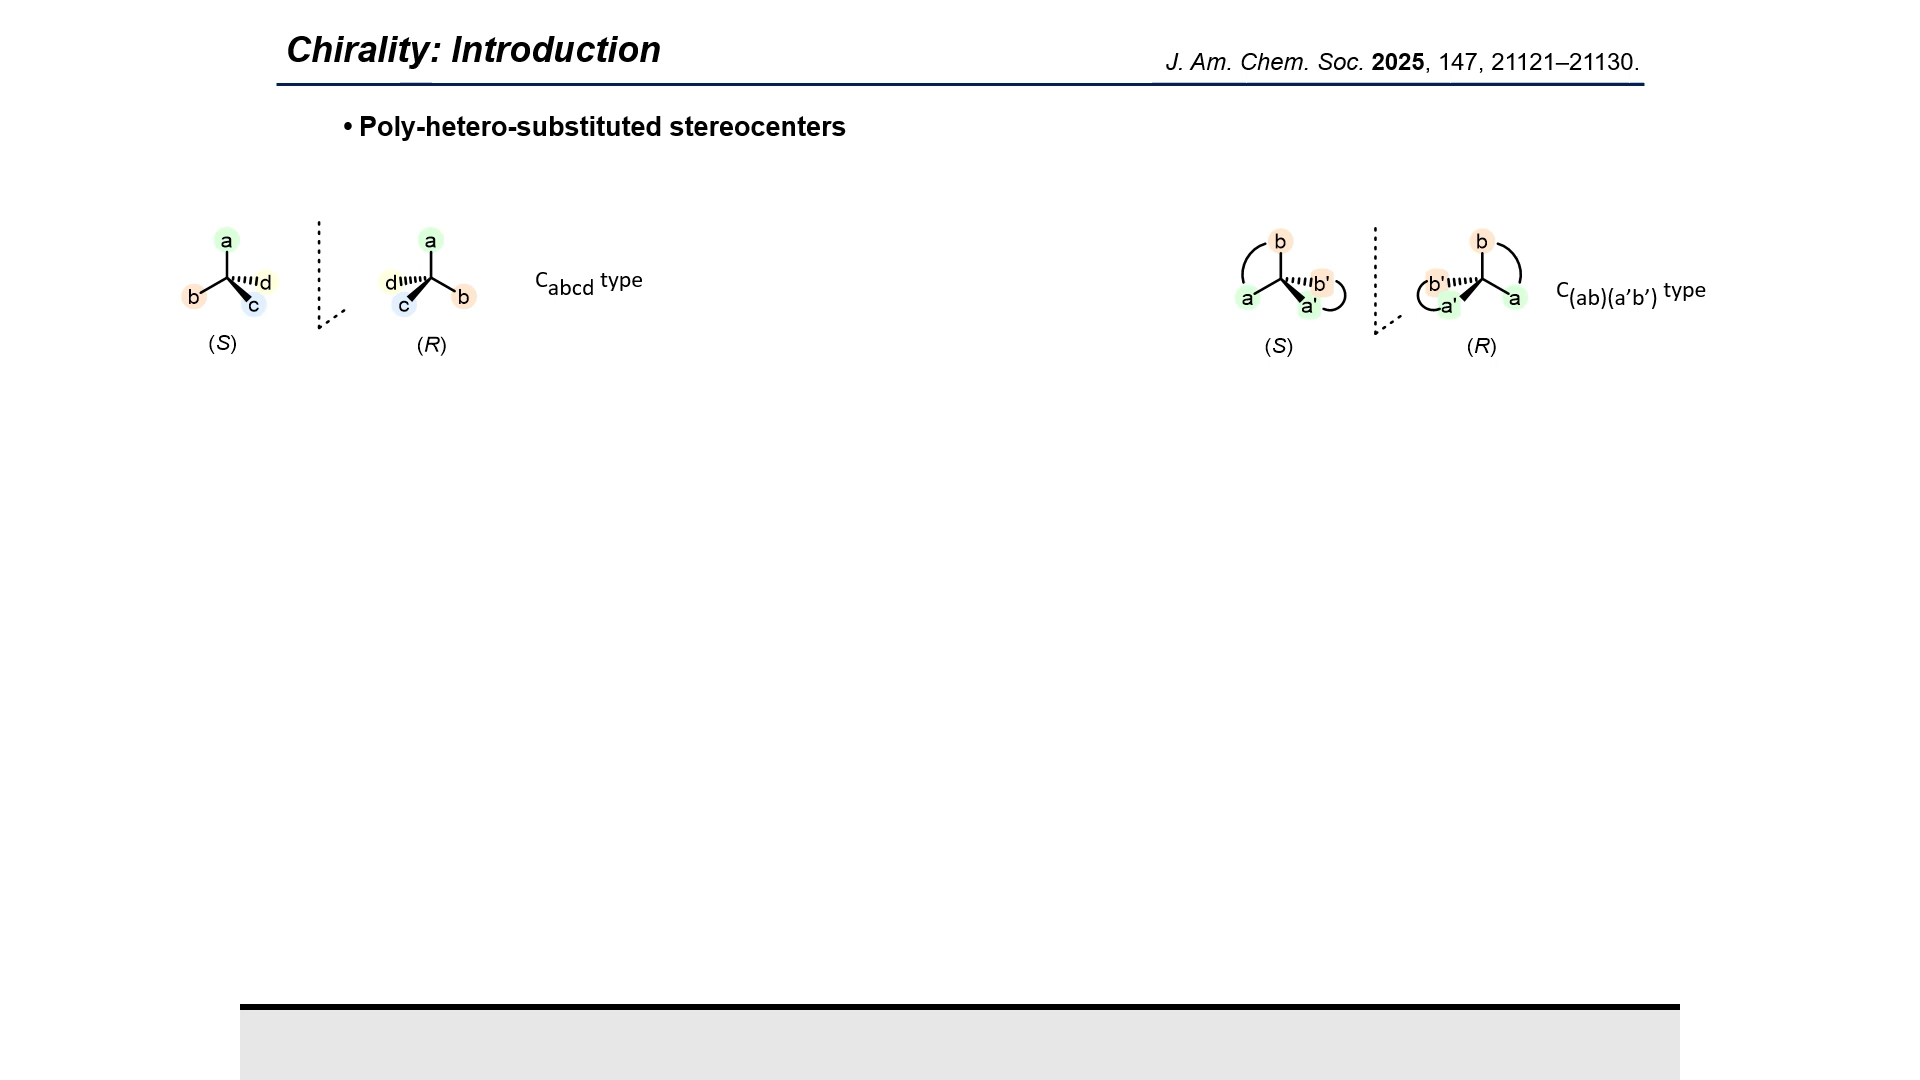 Chirality: Introduction
J. Am. Chem. Soc. 2025, 147, 21121–21130.
• Poly-hetero-substituted stereocenters
a
b
d
c
(S)
a
d
c
b
(R)
Cabcd type
b
a
b'
a'
(S)
b
b'
a'
a
(R)
C(ab)(a’b’) type